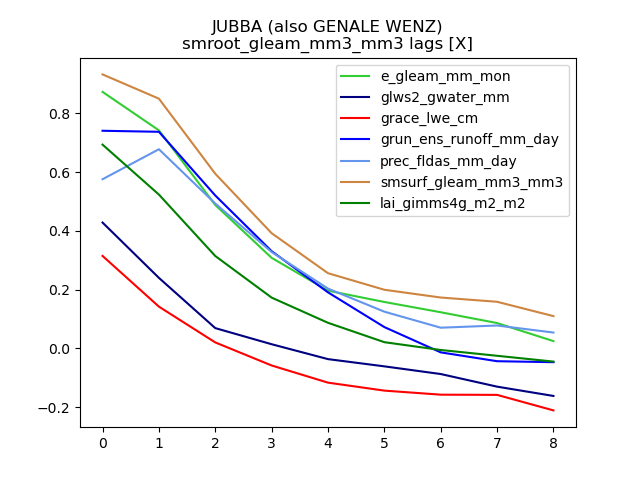 JUBBA (also GENALE WENZ)
smroot_gleam_mm3_mm3 lags [X]
e_gleam_mm_mon
glws2_gwater_mm
grace_lwe_cm
grun_ens_runoff_mm_day
prec_fldas_mm_day
smsurf_gleam_mm3_mm3
lai_gimms4g_m2_m2
0.8
0.6
0.4
0.2
0.0
−0.2
0 1 2 3 4 5 6 7 8